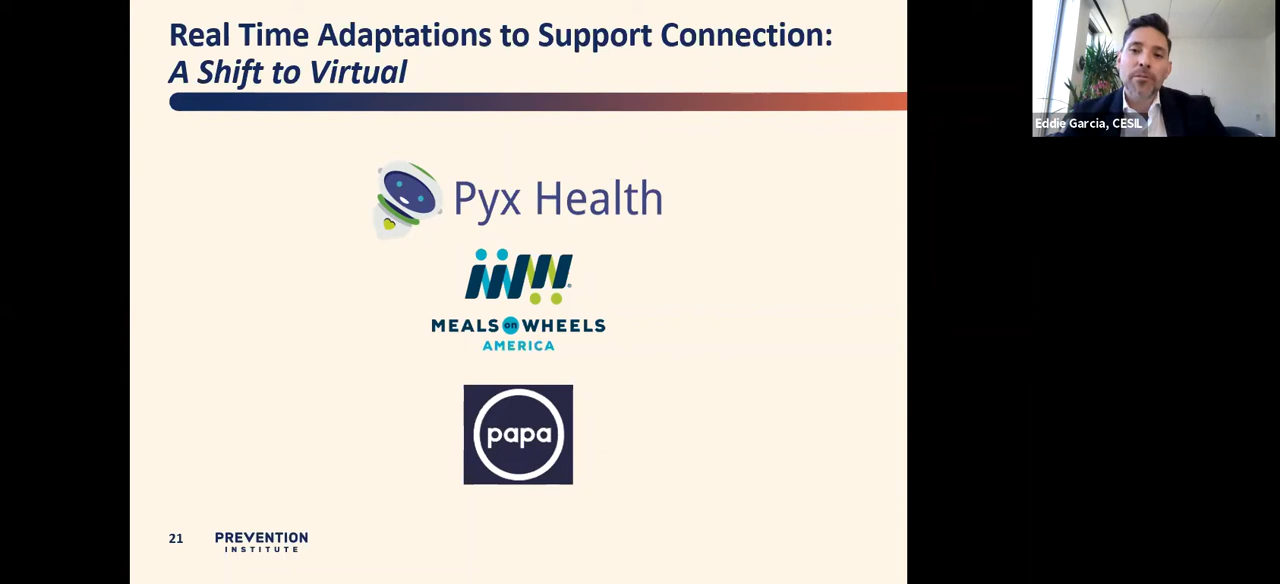 Real Time Adaptations to Support Connection:
A Shift to Virtual
Pyx Health
MEALS on WHEELS
AMERICA
papa
21
PREVENTION
INSTITUTE
Eddie Garcia, CESIL